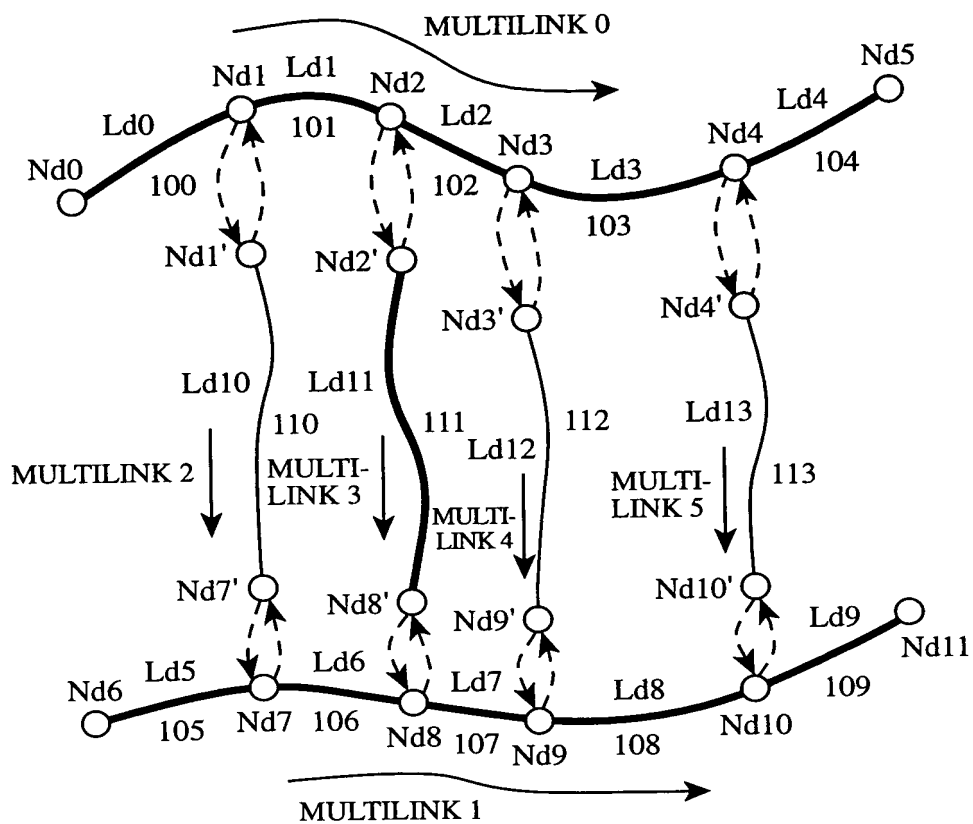 MULTILINK 0
Nd5
Ld1
Nd1
Nd2
Ld4
Ld0
Ld2
Nd4
101
Nd3
104
Nd0
100
102
Ld3
103
Nd1'
Nd2'
Nd3'
Nd4'
Ld10
Ld11
Ld13
110
111
112
Ld12
MULTILINK 2
MULTI-
LINK 3
MULTI-
LINK 4
MULTI-
LINK 5
113
Nd7'
Nd8'
Nd9'
Nd10'
Ld9
Nd11
Ld5
Ld6
Ld7
Ld8
Nd6
105
Nd7
106
Nd8
107
Nd9
108
Nd10
109
MULTILINK 1